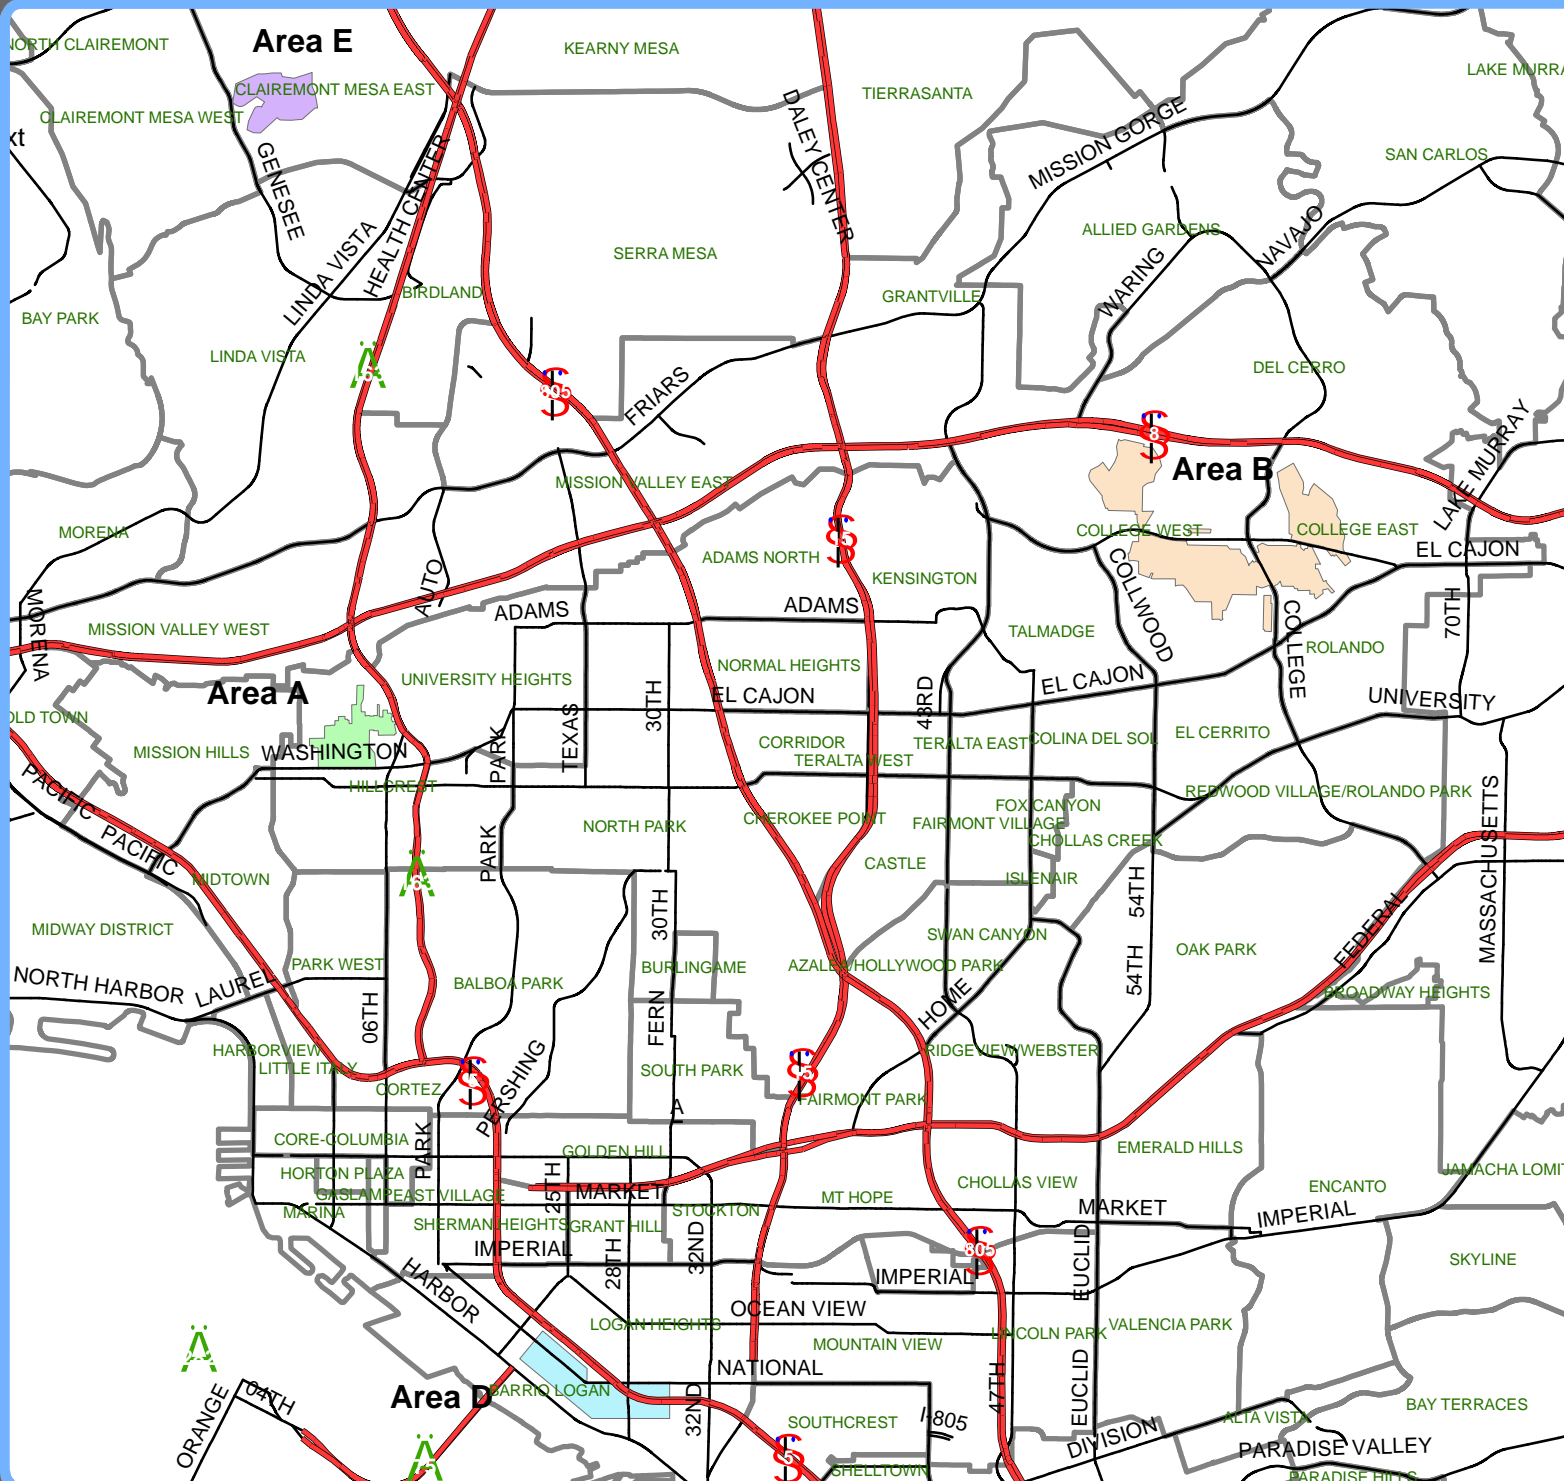 Area E
NORTH CLAIREMONT
KEARNY MESA
LAKE MURRA
CLAIREMONT MESA EAST
TIERRASANTA
CLAIREMONT MESA WEST
xt
DALEY CENTER
MISSION GORGE
GENESEE
HEALTH CENTER
SAN CARLOS
LINDA VISTA
SERRA MESA
ALLIED GARDENS
NAVAJO
WARING
BIRDLAND
GRANTVILLE
BAY PARK
LINDA VISTA
DEL CERRO
805
FRIARS
8
Area B
LAKE MURRAY
MISSION VALLEY EAST
MORENA
COLLEGE WEST
COLLEGE EAST
15
EL CAJON
ADAMS NORTH
KENSINGTON
AUTO
ADAMS
ADAMS
COLLWOOD
COLLEGE
70TH
MORENA
MISSION VALLEY WEST
TALMADGE
ROLANDO
NORMAL HEIGHTS
UNIVERSITY HEIGHTS
Area A
EL CAJON
EL CAJON
30TH
43RD
UNIVERSITY
OLD TOWN
TEXAS
PARK
MISSION HILLS
WASHINGTON
CORRIDOR
TERALTA EAST
COLINA DEL SOL
EL CERRITO
TERALTA WEST
HILLCREST
REDWOOD VILLAGE/ROLANDO PARK
PACIFIC
PACIFIC
FOX CANYON
NORTH PARK
CHEROKEE POINT
FAIRMONT VILLAGE
CHOLLAS CREEK
MASSACHUSETTS
PARK
CASTLE
MIDTOWN
ISLENAIR
54TH
30TH
FEDERAL
MIDWAY DISTRICT
SWAN CANYON
OAK PARK
PARK WEST
BURLINGAME
AZALEA/HOLLYWOOD PARK
54TH
NORTH HARBOR
LAUREL
BALBOA PARK
BROADWAY HEIGHTS
06TH
FERN
HOME
HARBORVIEW
RIDGEVIEW/WEBSTER
LITTLE ITALY
SOUTH PARK
CORTEZ
PERSHING
15
FAIRMONT PARK
A
CORE-COLUMBIA
PARK
GOLDEN HILL
EMERALD HILLS
HORTON PLAZA
25TH
MARKET
CHOLLAS VIEW
JAMACHA LOMIT
GASLAMP
EAST VILLAGE
MT HOPE
ENCANTO
MARINA
STOCKTON
MARKET
IMPERIAL
SHERMAN HEIGHTS
GRANT HILL
IMPERIAL
28TH
32ND
805
EUCLID
SKYLINE
HARBOR
IMPERIAL
OCEAN VIEW
LOGAN HEIGHTS
LINCOLN PARK
VALENCIA PARK
MOUNTAIN VIEW
NATIONAL
Area D
BARRIO LOGAN
04TH
ORANGE
32ND
47TH
EUCLID
SOUTHCREST
I-805
ALTA VISTA
BAY TERRACES
DIVISION
PARADISE VALLEY
5
SHELLTOWN
PARADISE HILLS